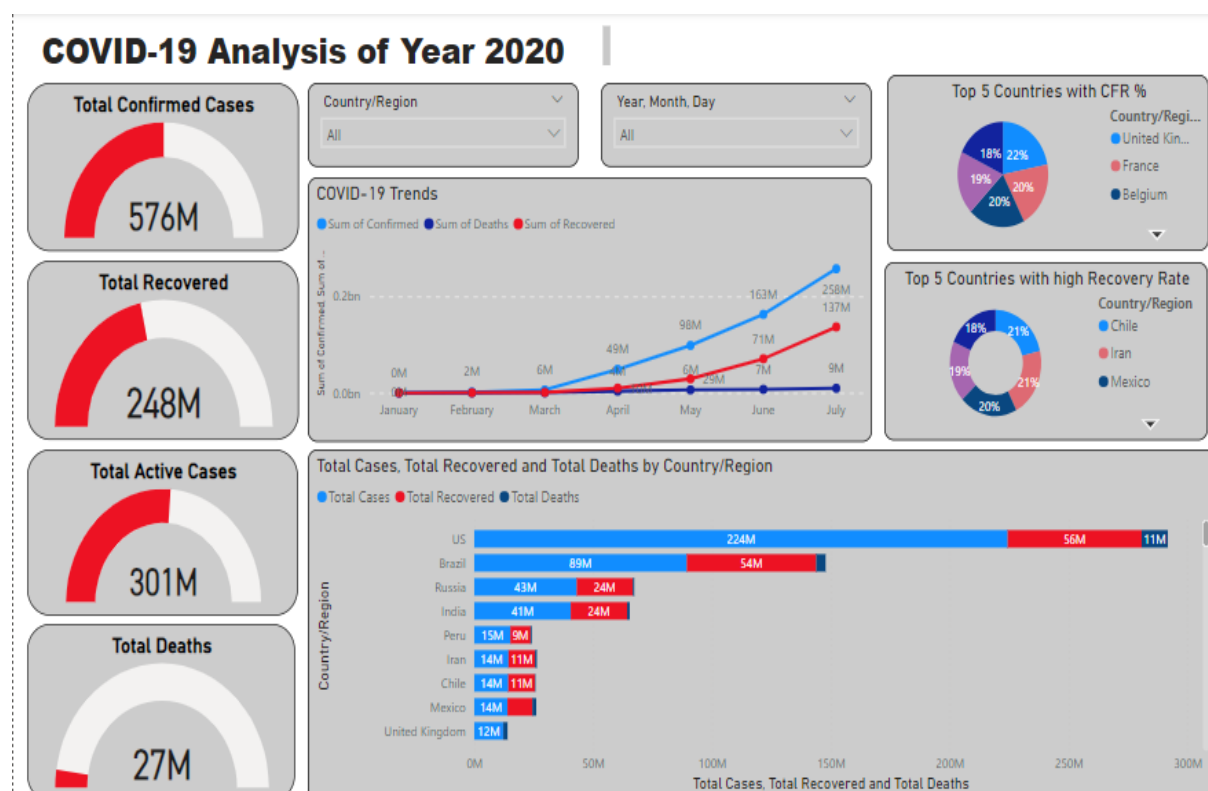 COVID-19 Analysis of Year 2020
Total Confirmed Cases
576M
Total Recovered
248M
Total Active Cases
301M
Total Deaths
27M
Country/Region
All
Year, Month, Day
All
COVID-19 Trends
Sum of Confirmed Sum of Deaths Sum of Recovered
Sum of Confirmed, Sum of ...
0.2bn
0.0bn
0M 2M 6M 49M 98M 163M 258M
137M
71M
29M
0M
6M 7M 9M
January February March April May June July
Top 5 Countries with CFR %
Country/Regi...
United Kin...
France
Belgium
18% 22%
19% 20%
20%
Top 5 Countries with high Recovery Rate
Country/Region
Chile
Iran
Mexico
18% 21%
19% 21%
20%
Total Cases, Total Recovered and Total Deaths by Country/Region
Total Cases Total Recovered Total Deaths
Country/Region
US 224M 56M 11M
Brazil 89M 54M
Russia 43M 24M
India 41M 24M
Peru 15M 9M
Iran 14M 11M
Chile 14M 11M
Mexico 14M
United Kingdom 12M
0M 50M 100M 150M 200M 250M 300M
Total Cases, Total Recovered and Total Deaths